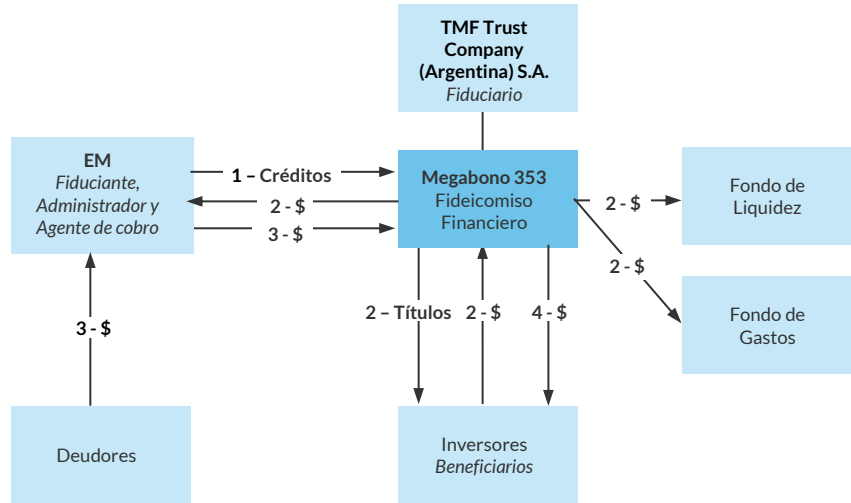 TMF Trust
Company
(Argentina) S.A.
Fiduciario
EM
Fiduciante,
Administrador y
Agente de cobro
1 – Créditos
2 - $
3 - $
Megabono 353
Fideicomiso
Financiero
2 - $
2 - $
Fondo de
Liquidez
Fondo de
Gastos
3 - $
2 – Títulos
2 - $
4 - $
Deudores
Inversores
Beneficiarios